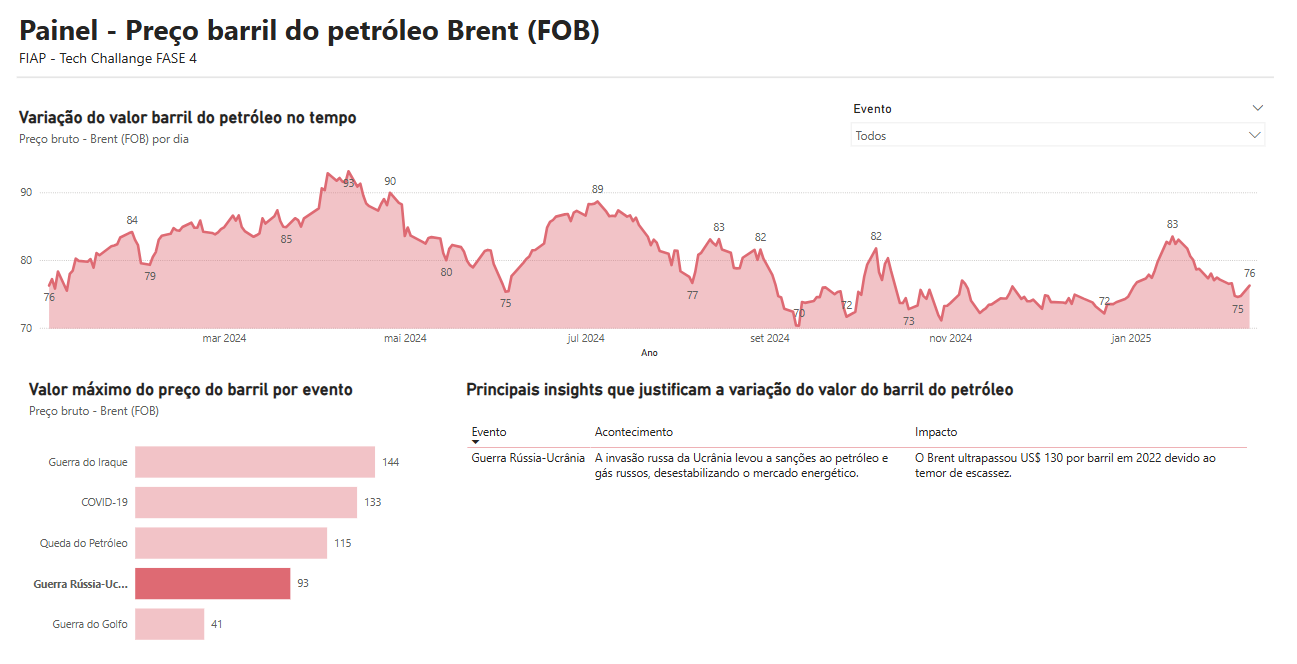 Painel - Preço barril do petróleo Brent (FOB)
FIAP - Tech Challange FASE 4
Variação do valor barril do petróleo no tempo
Preço bruto - Brent (FOB) por dia
Evento
Todos
90
80
70
76
84
79
85
93
90
80
75
89
77
83
82
70
72
82
73
72
83
75
76
mar 2024
mai 2024
jul 2024
set 2024
nov 2024
jan 2025
Ano
Valor máximo do preço do barril por evento
Preço bruto - Brent (FOB)
Guerra do Iraque
144
COVID-19
133
Queda do Petróleo
115
Guerra Rússia-Uc...
93
Guerra do Golfo
41
Principais insights que justificam a variação do valor do barril do petróleo
Evento Acontecimento Impacto
Guerra Rússia-Ucrânia A invasão russa da Ucrânia levou a sanções ao petróleo e O Brent ultrapassou US$ 130 por barril em 2022 devido ao
gás russos, desestabilizando o mercado energético. temor de escassez.